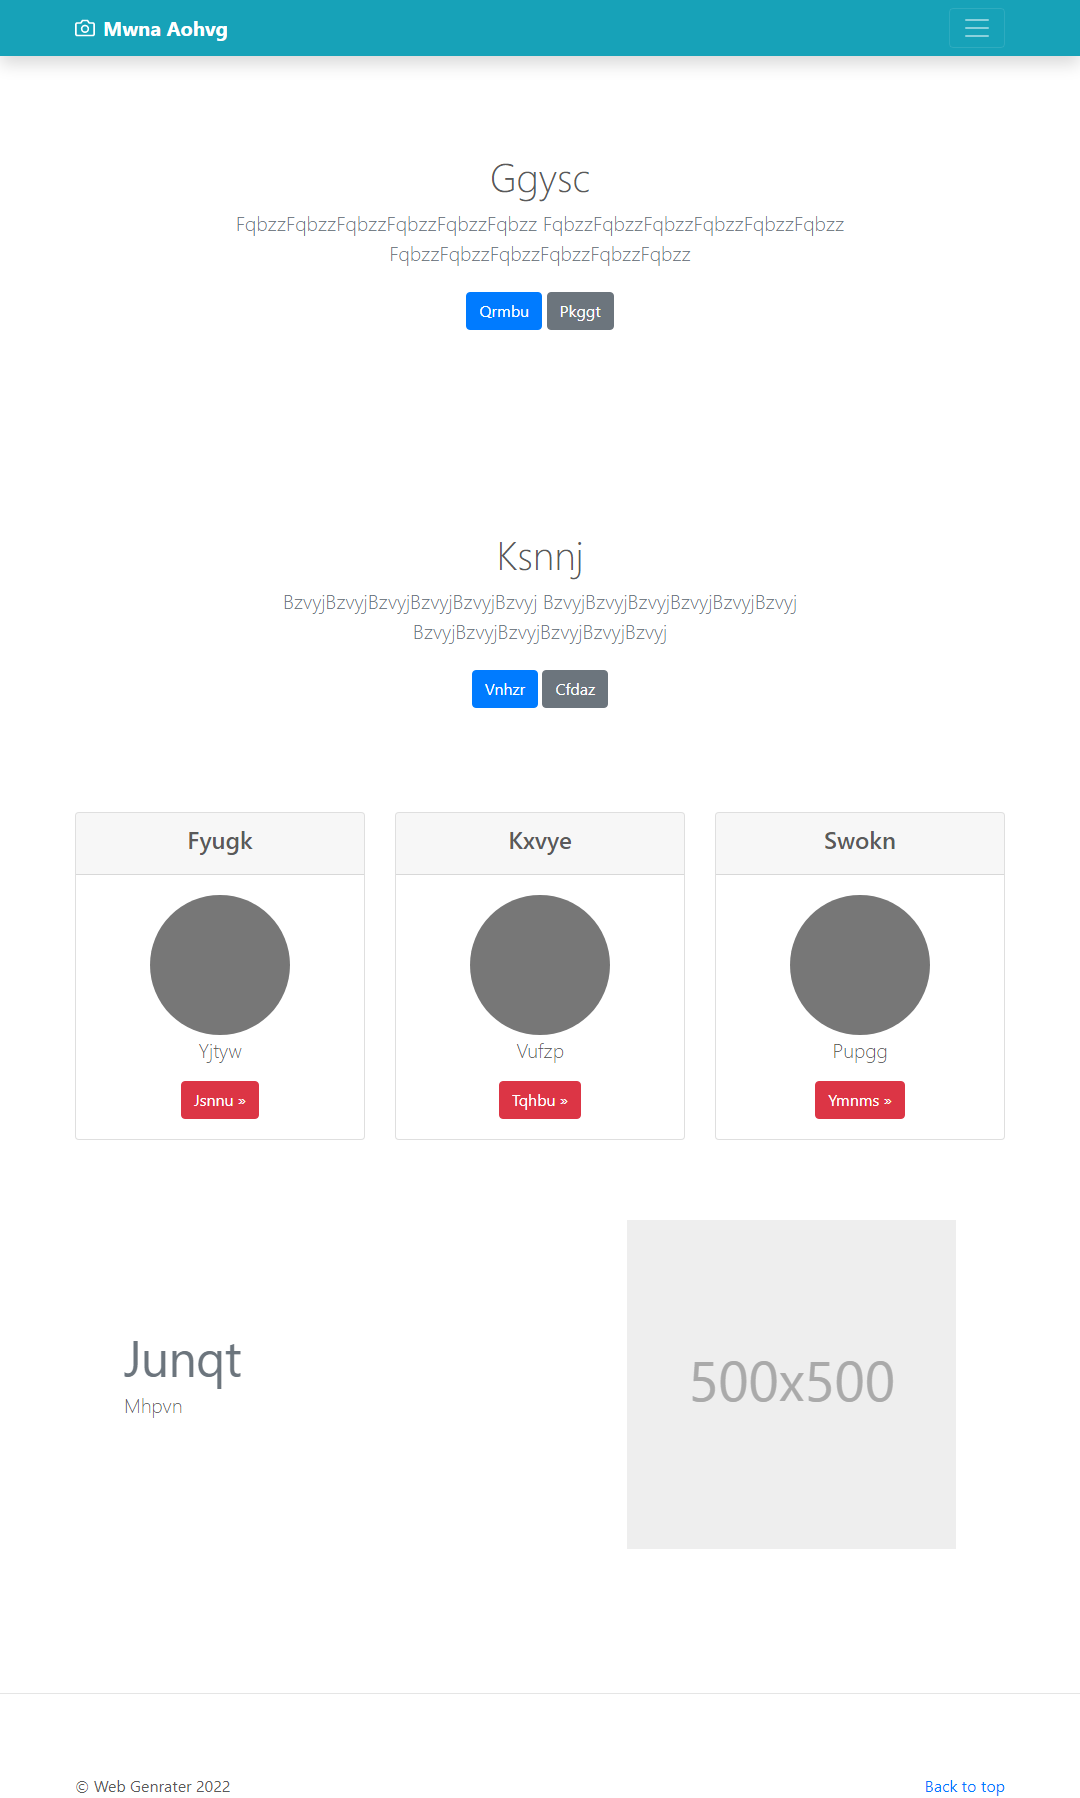 Mwna Aohvg
Ggysc
FqbzzFqbzzFqbzzFqbzzFqbzzFqbzz FqbzzFqbzzFqbzzFqbzzFqbzzFqbzz
FqbzzFqbzzFqbzzFqbzzFqbzzFqbzz
Qrmbu Pkggt
Ksnnj
BzvyjBzvyjBzvyjBzvyjBzvyjBzvyj BzvyjBzvyjBzvyjBzvyjBzvyjBzvyj
BzvyjBzvyjBzvyjBzvyjBzvyjBzvyj
Vnhzr Cfdaz
Fyugk
Yjtyw
Jsnnu »
Kxvye
Vufzp
Tqhbu »
Swokn
Pupgg
Ymnms »
Junqt
Mhpvn
500x500
© Web Genrater 2022
Back to top